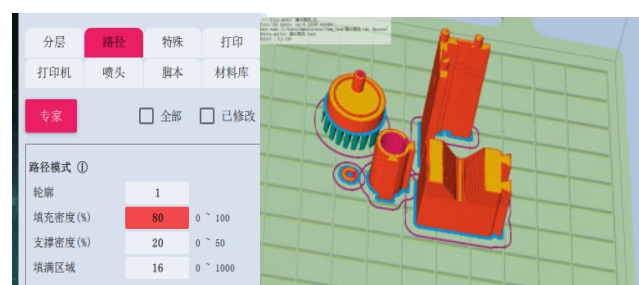 分层 路径 特殊 打印
打印机 喷头 脚本 材料库
专家 全部 已修改
路径模式 ①
轮廓 1
填充密度(%) 80 0 ~ 100
支撑密度(%) 20 0 ~ 50
填满区域 16 0 ~ 1000